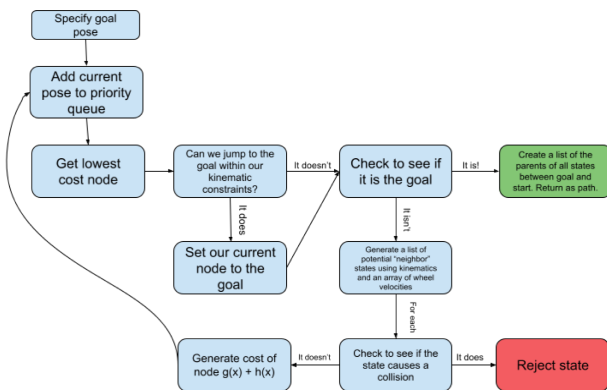 Specify goal
pose
Add current
pose to priority
queue
Get lowest
cost node
Can we jump to the
goal within our
kinematic
constraints?
It doesn't
Check to see if
it is the goal
It is!
Create a list of the
parents of all states
between goal and
start. Return as path.
It does
It isn't
Set our current
node to the
goal
Generate a list of
potential "neighbor"
states using kinematics
and an array of wheel
velocities
For each
Generate cost of
node g(x) + h(x)
It doesn't
Check to see if the
state causes a
collision
It does
Reject state